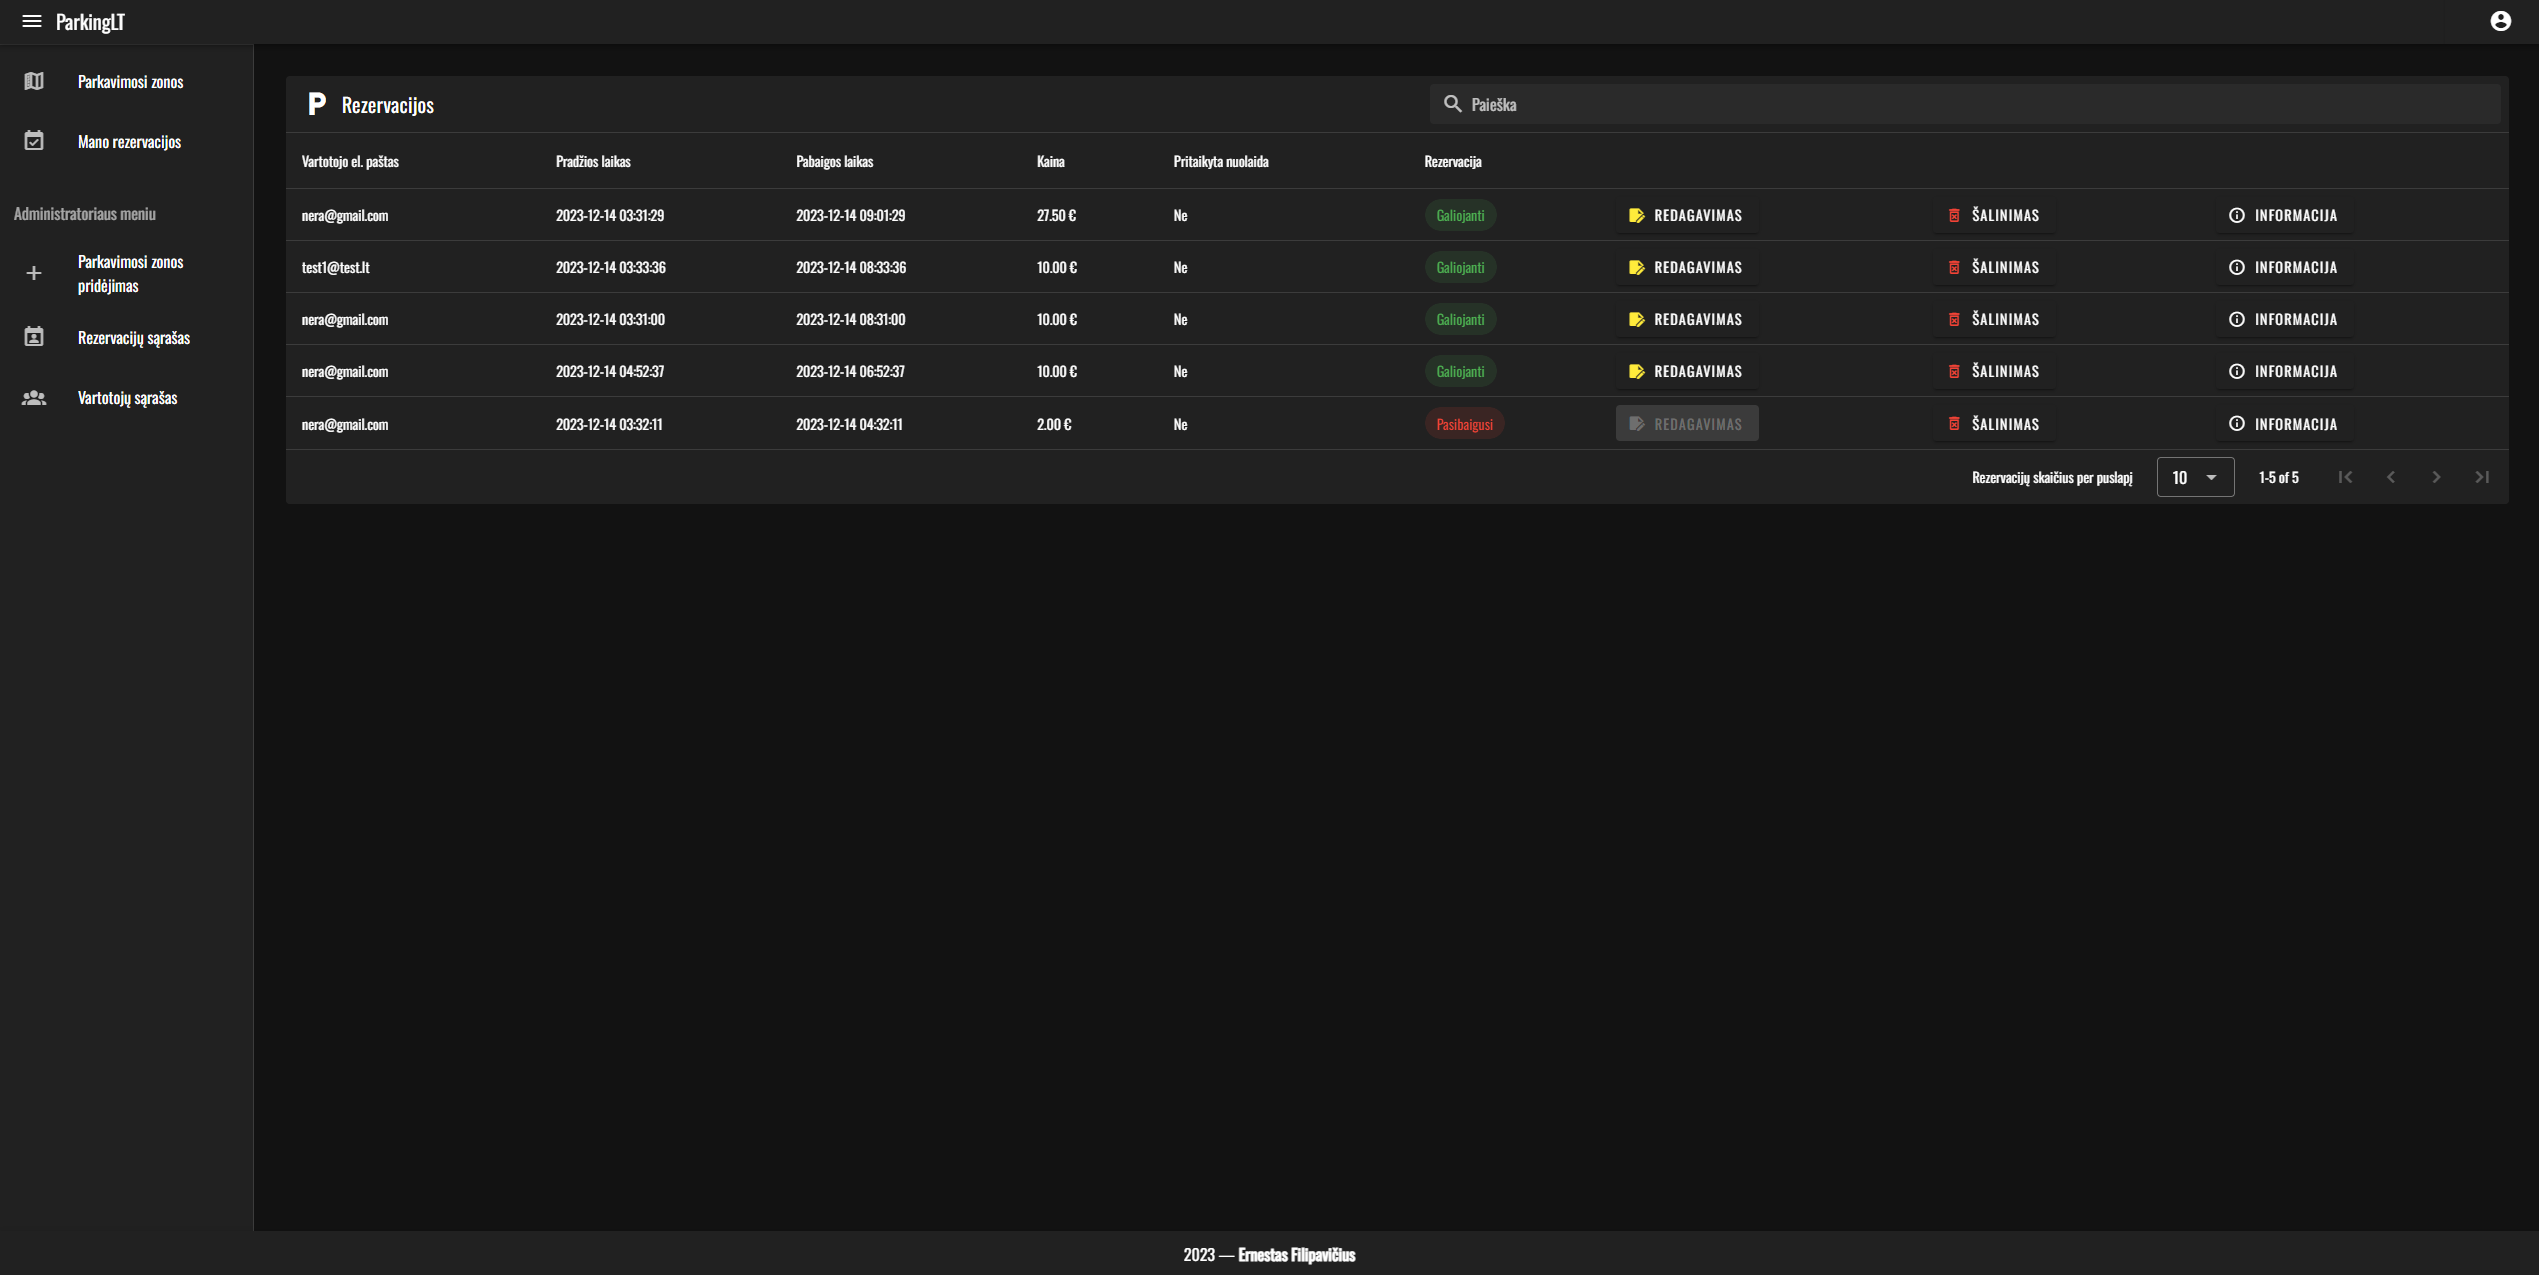 ParkingLT
Parkavimosi zonos
Mano rezervacijos
Administratoriaus meniu
Parkavimosi zonos
pridėjimas
Rezervacijų sąrašas
Vartotojų sąrašas
P Rezervacijos
Paieška
Vartotojo el. paštas Pradžios laikas Pabaigos laikas Kaina Pritaikyta nuolaida Rezervacija
nera@gmail.com 2023-12-14 03:31:29 2023-12-14 09:01:29 27.50 € Ne Galiojanti REDAGAVIMAS ŠALINIMAS INFORMACIJA
test1@test.lt 2023-12-14 03:33:36 2023-12-14 08:33:36 10.00 € Ne Galiojanti REDAGAVIMAS ŠALINIMAS INFORMACIJA
nera@gmail.com 2023-12-14 03:31:00 2023-12-14 08:31:00 10.00 € Ne Galiojanti REDAGAVIMAS ŠALINIMAS INFORMACIJA
nera@gmail.com 2023-12-14 04:52:37 2023-12-14 06:52:37 10.00 € Ne Galiojanti REDAGAVIMAS ŠALINIMAS INFORMACIJA
nera@gmail.com 2023-12-14 03:32:11 2023-12-14 04:32:11 2.00 € Ne Pasibaigusi REDAGAVIMAS ŠALINIMAS INFORMACIJA
Rezervacijų skaičius per puslapį 10 1-5 of 5
2023 — Ernestas Filipavičius